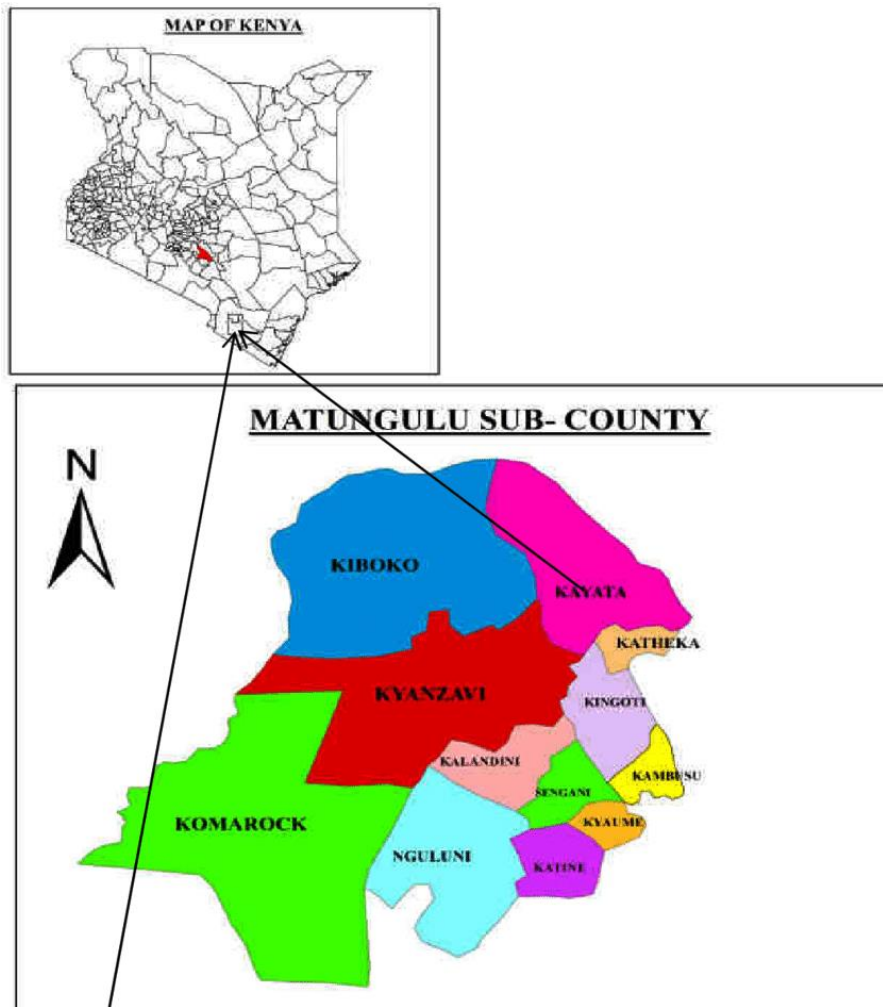 MAP OF KENYA
MATUNGULU SUB- COUNTY
N
KIBOKO
KAYATA
KATHEKA
KYANZAVI
KINGOTI
KALANDINI
KAMBUSU
SENGANI
KOMAROCK
KYAUME
NGULUNI
KATINE